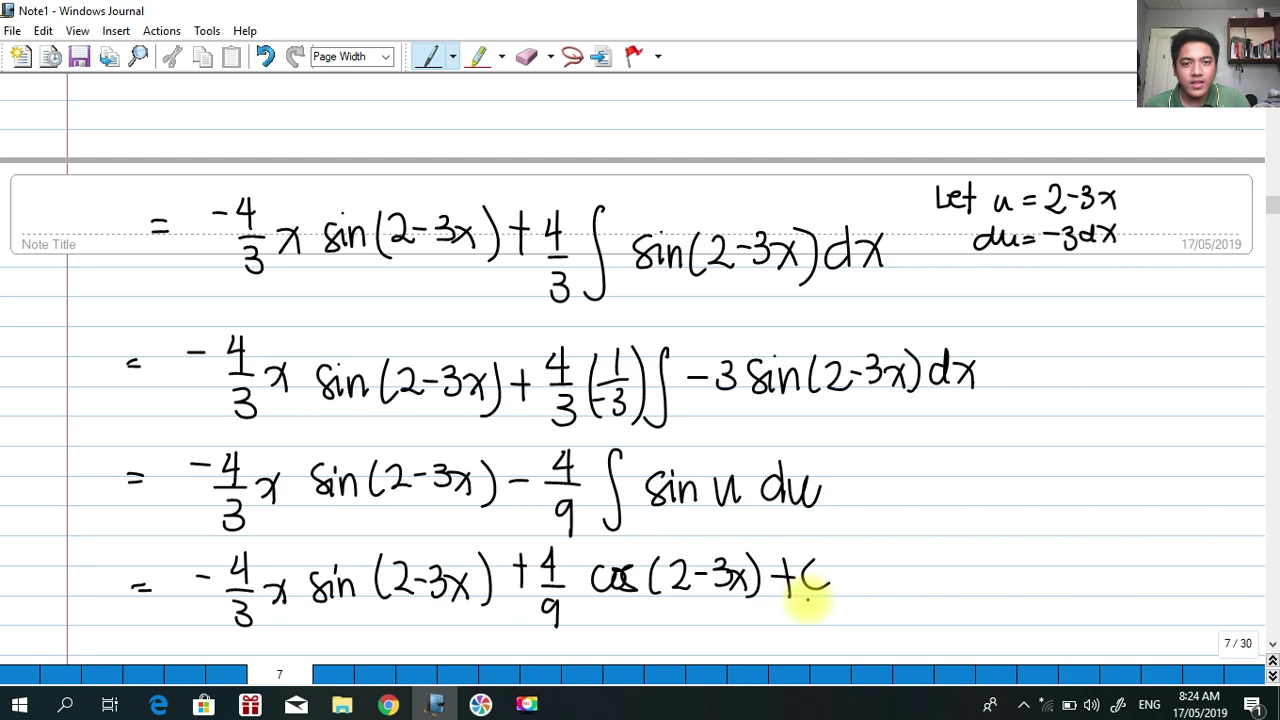 Note1 - Windows Journal
File Edit View Insert Actions Tools Help
Page Width
Let u = 2-3x
du = -3dx
= -4/3 x sin(2-3x) + 4/3 ∫ sin(2-3x)dx
Note Title
17/05/2019
= -4/3 x sin(2-3x) + 4/3 (1/-3) ∫ -3 sin(2-3x)dx
= -4/3 x sin(2-3x) - 4/9 ∫ sin u du
= -4/3 x sin(2-3x) + 4/9 cos(2-3x) + C
7 / 30
7
8:24 AM
ENG
17/05/2019
1